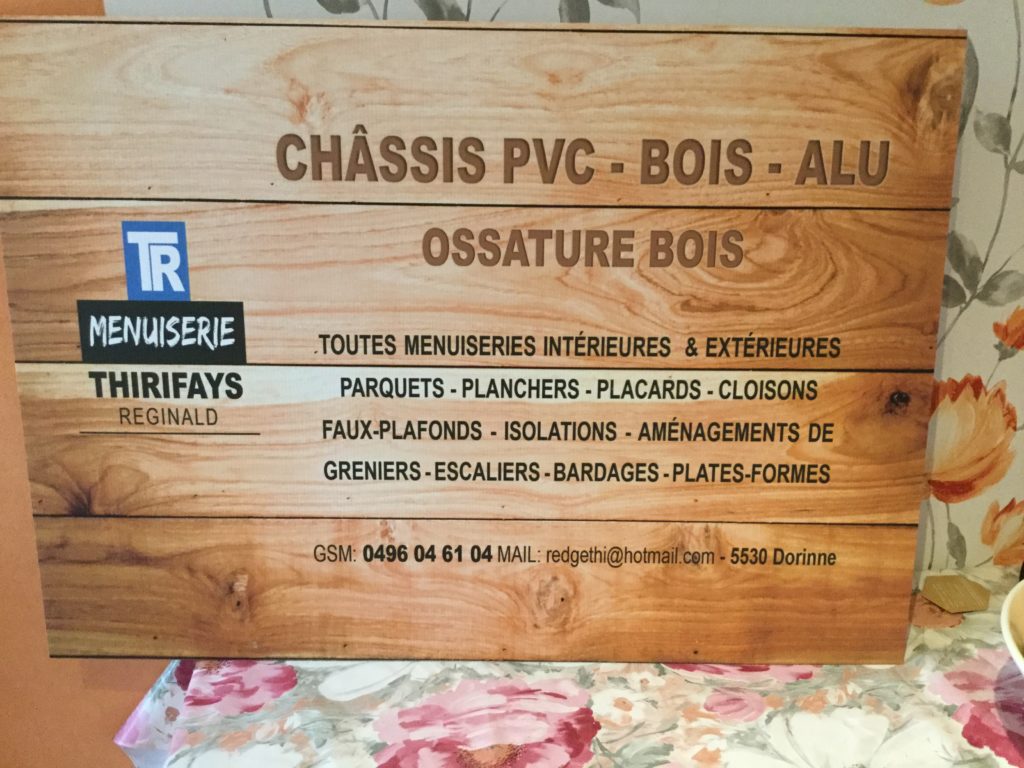 CHÂSSIS PVC - BOIS - ALU
OSSATURE BOIS
TR
MENUISERIE
THIRIFAYS
REGINALD
TOUTES MENUISERIES INTÉRIEURES & EXTÉRIEURES
PARQUETS - PLANCHERS - PLACARDS - CLOISONS
FAUX-PLAFONDS - ISOLATIONS - AMÉNAGEMENTS DE
GRENIERS - ESCALIERS - BARDAGES - PLATES-FORMES
GSM: 0496 04 61 04 MAIL: redgethi@hotmail.com - 5530 Dorinne